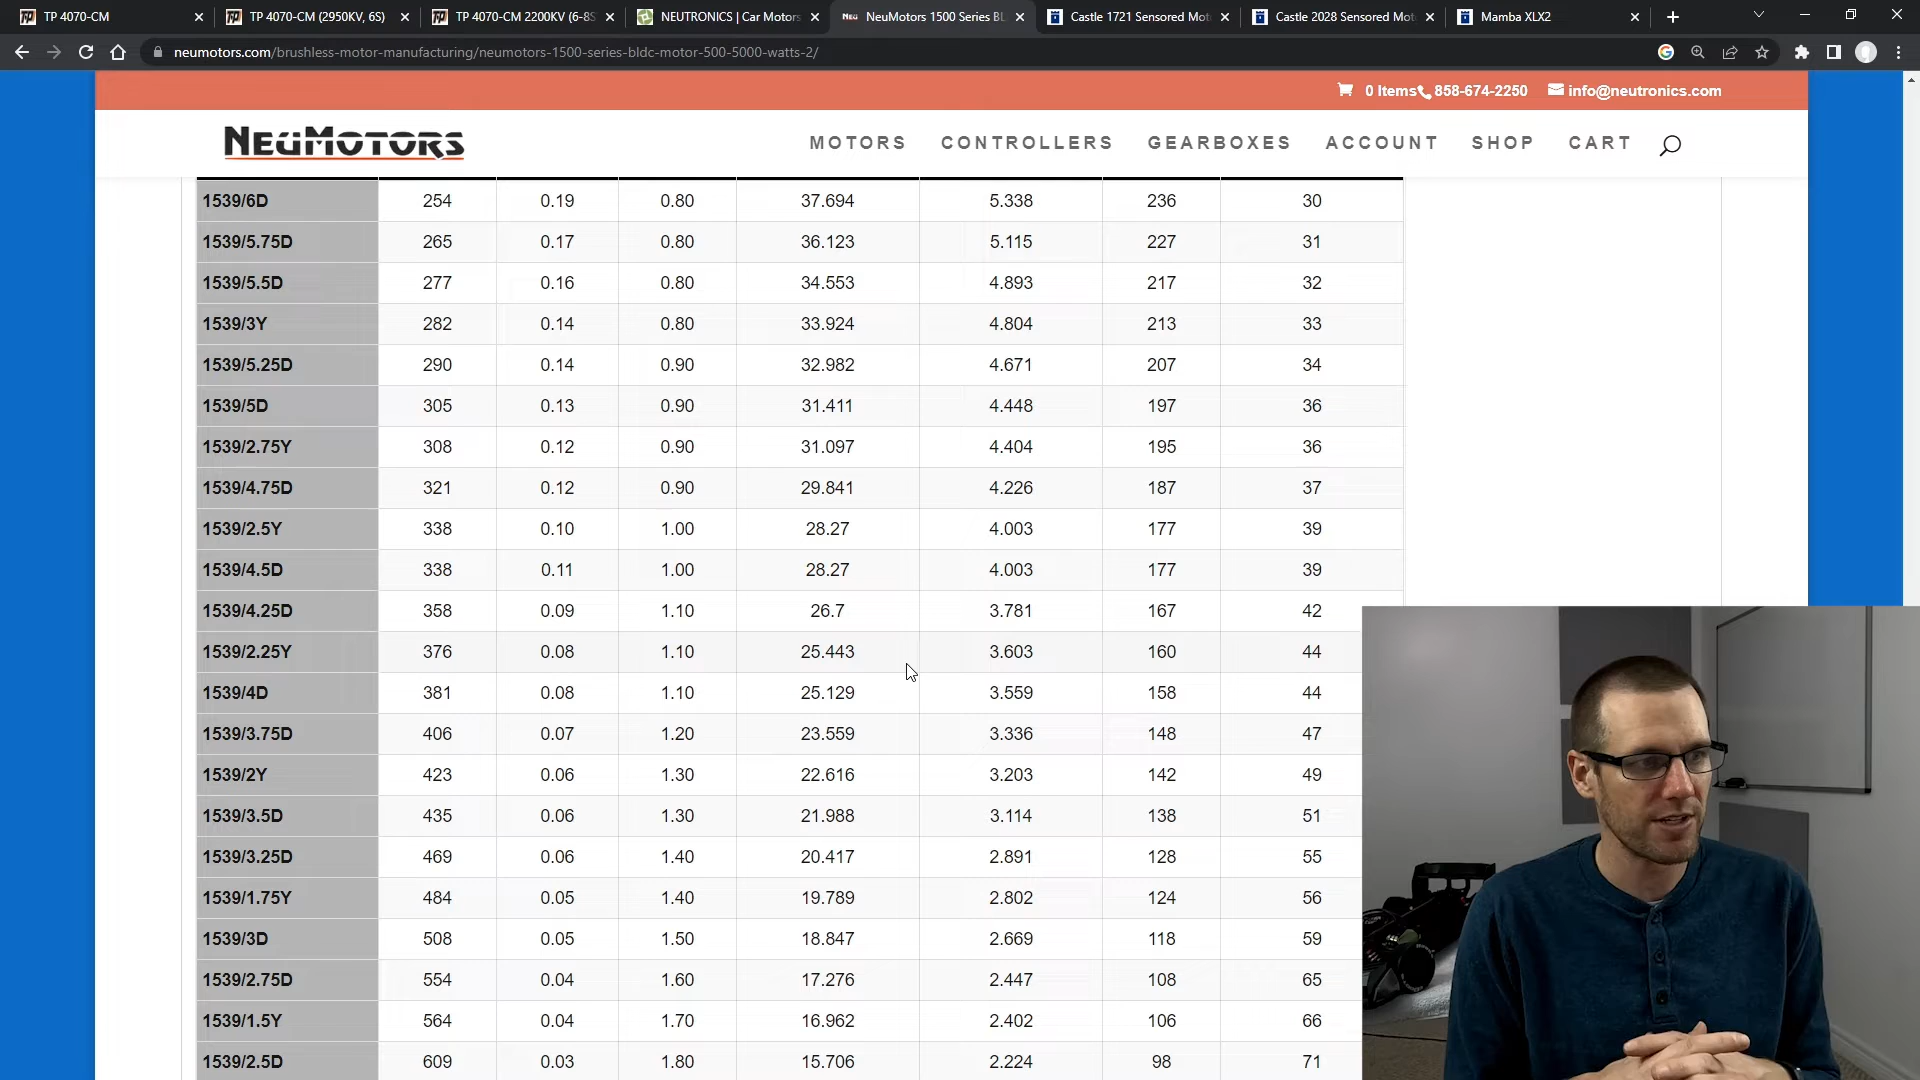 TP 4070-CM
TP 4070-CM (2950KV, 6S)
TP 4070-CM 2200KV (6-8S
NEUTRONICS | Car Motors
NeuMotors 1500 Series BL
Castle 1721 Sensored Mot
Castle 2028 Sensored Mot
Mamba XLX2
neumotors.com/brushless-motor-manufacturing/neumotors-1500-series-bldc-motor-500-5000-watts-2/
0 Items 858-674-2250 info@neutronics.com
NEUMOTORS
MOTORS CONTROLLERS GEARBOXES ACCOUNT SHOP CART
1539/6D 254 0.19 0.80 37.694 5.338 236 30
1539/5.75D 265 0.17 0.80 36.123 5.115 227 31
1539/5.5D 277 0.16 0.80 34.553 4.893 217 32
1539/3Y 282 0.14 0.80 33.924 4.804 213 33
1539/5.25D 290 0.14 0.90 32.982 4.671 207 34
1539/5D 305 0.13 0.90 31.411 4.448 197 36
1539/2.75Y 308 0.12 0.90 31.097 4.404 195 36
1539/4.75D 321 0.12 0.90 29.841 4.226 187 37
1539/2.5Y 338 0.10 1.00 28.27 4.003 177 39
1539/4.5D 338 0.11 1.00 28.27 4.003 177 39
1539/4.25D 358 0.09 1.10 26.7 3.781 167 42
1539/2.25Y 376 0.08 1.10 25.443 3.603 160 44
1539/4D 381 0.08 1.10 25.129 3.559 158 44
1539/3.75D 406 0.07 1.20 23.559 3.336 148 47
1539/2Y 423 0.06 1.30 22.616 3.203 142 49
1539/3.5D 435 0.06 1.30 21.988 3.114 138 51
1539/3.25D 469 0.06 1.40 20.417 2.891 128 55
1539/1.75Y 484 0.05 1.40 19.789 2.802 124 56
1539/3D 508 0.05 1.50 18.847 2.669 118 59
1539/2.75D 554 0.04 1.60 17.276 2.447 108 65
1539/1.5Y 564 0.04 1.70 16.962 2.402 106 66
1539/2.5D 609 0.03 1.80 15.706 2.224 98 71